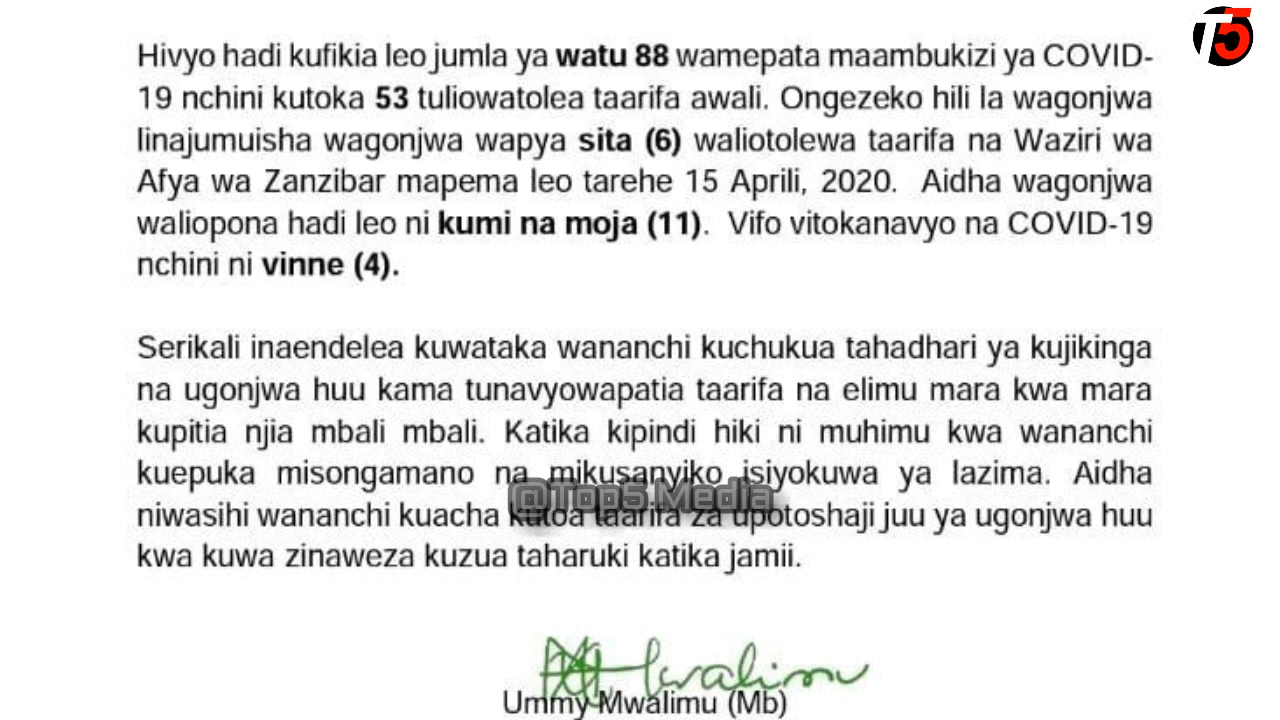 T5
Hivyo hadi kufikia leo jumla ya watu 88 wamepata maambukizi ya COVID-
19 nchini kutoka 53 tuliowatolea taarifa awali. Ongezeko hili la wagonjwa
linajumuisha wagonjwa wapya sita (6) waliotolewa taarifa na Waziri wa
Afya wa Zanzibar mapema leo tarehe 15 Aprili, 2020. Aidha wagonjwa
waliopona hadi leo ni kumi na moja (11). Vifo vitokanavyo na COVID-19
nchini ni vinne (4).
Serikali inaendelea kuwataka wananchi kuchukua tahadhari ya kujikinga
na ugonjwa huu kama tunavyowapatia taarifa na elimu mara kwa mara
kupitia njia mbali mbali. Katika kipindi hiki ni muhimu kwa wananchi
kuepuka misongamano na mikusanyiko isiyokuwa ya lazima. Aidha
@Top5 Media
niwasihi wananchi kuacha kutoa taarifa za upotoshaji juu ya ugonjwa huu
kwa kuwa zinaweza kuzua taharuki katika jamii.
Mwalimu
Ummy Mwalimu (Mb)